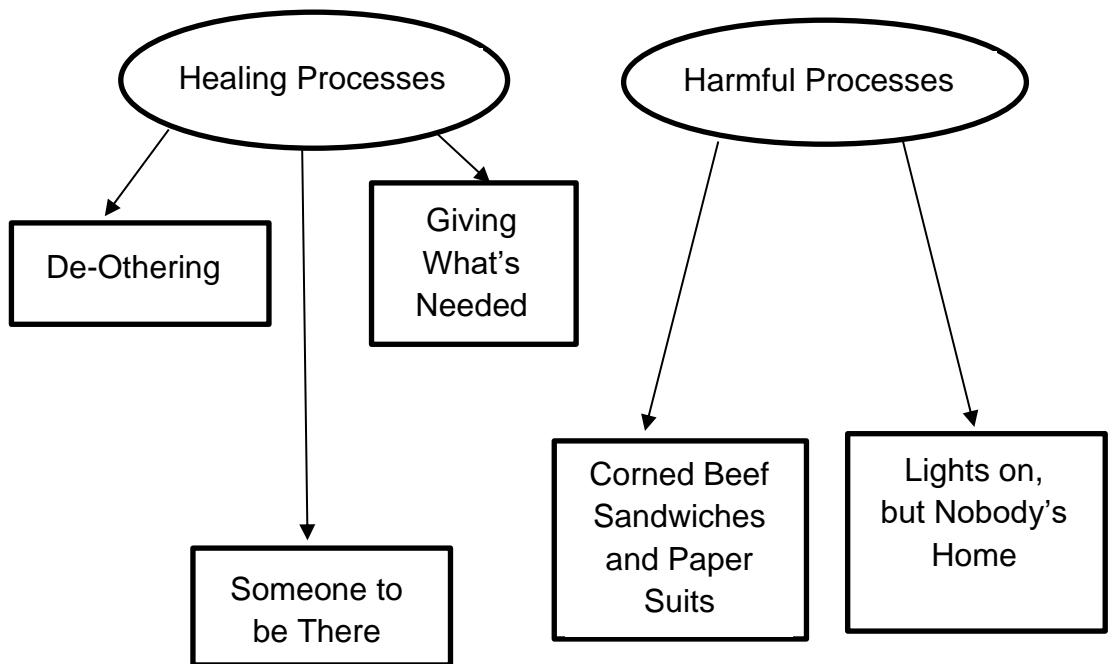 Healing Processes
Harmful Processes
De-Othering
Giving
What’s
Needed
Someone to
be There
Corned Beef
Sandwiches
and Paper
Suits
Lights on,
but Nobody’s
Home